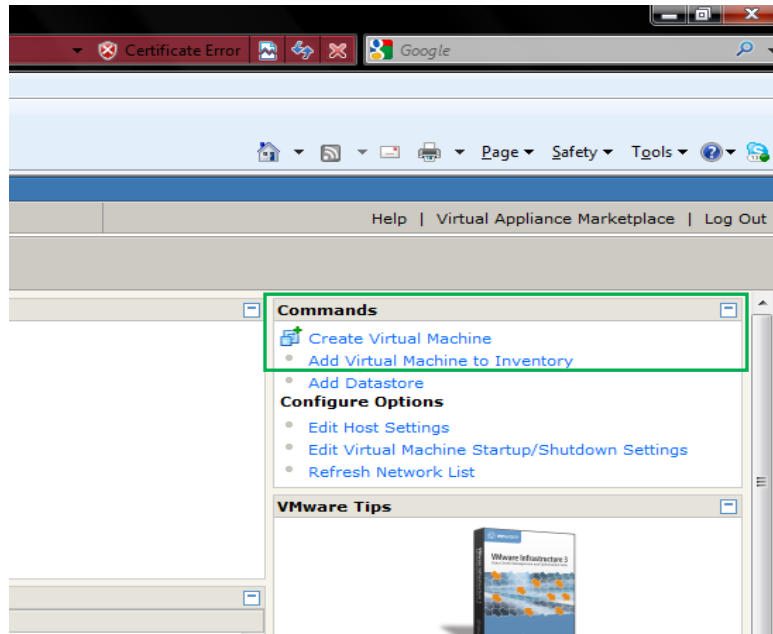 Certificate Error Google
Page Safety Tools
Help | Virtual Appliance Marketplace | Log Out
Commands
Create Virtual Machine
Add Virtual Machine to Inventory
Add Datastore
Configure Options
Edit Host Settings
Edit Virtual Machine Startup/Shutdown Settings
Refresh Network List
VMware Tips
VMware Infrastructure 3